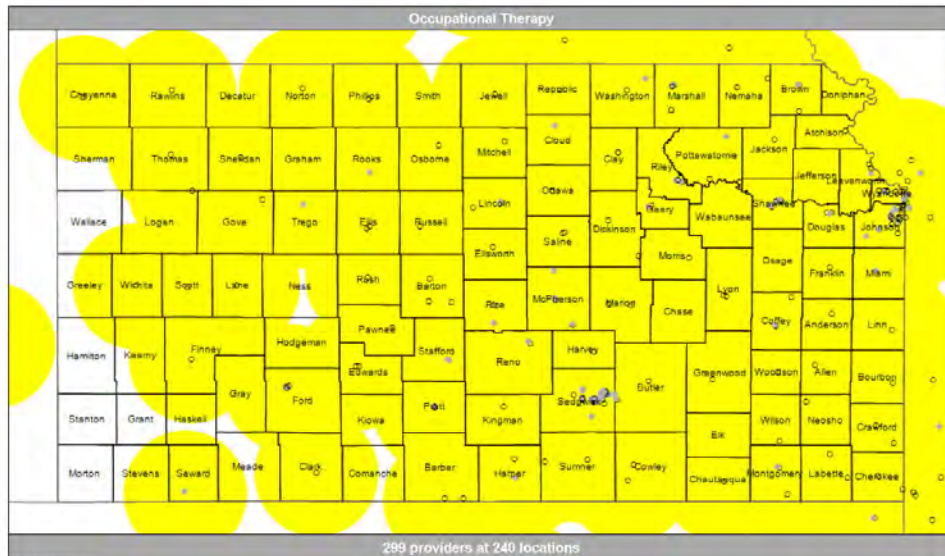 Occupational Therapy
Cheyenne Rawlins Decatur Norton Phillips Smith Jewell Republic Washington Marshall Nemaha Brown Doniphan
Atchison
Sherman Thomas Sheridan Graham Rooks Osborne Mitchell Cloud Clay Riley Pottawatomie Jackson
Jefferson Leavenworth
Wyandotte
Wallace Logan Gove Trego Ellis Russell Lincoln Ottawa Dickinson Geary Wabaunsee Shawnee Douglas Johnson
Saline
Ellsworth Morris Osage Franklin Miami
Greeley Wichita Scott Lane Ness Rush Barton Rice McPherson Marion Chase Lyon Coffey Anderson Linn
Hamilton Kearny Finney Hodgeman Pawnee Stafford Reno Harvey
Edwards Gray Ford Sedgwick Butler Greenwood Woodson Allen Bourbon
Stanton Grant Haskell Kiowa Pratt Kingman Elk Wilson Neosho Crawford
Morton Stevens Seward Meade Clark Comanche Barber Harper Sumner Cowley Chautauqua Montgomery Labette Cherokee
299 providers at 240 locations